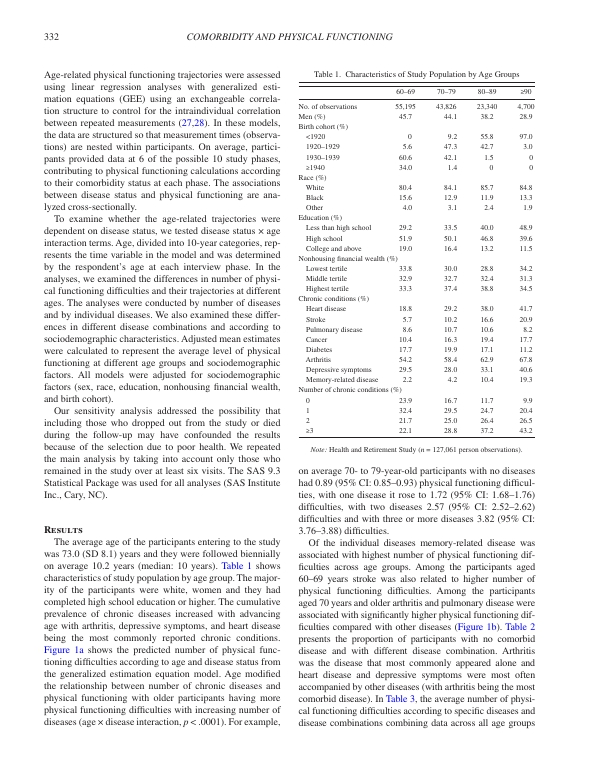 332 COMORBIDITY AND PHYSICAL FUNCTIONING
Age-related physical functioning trajectories were assessed
using linear regression analyses with generalized esti-
mation equations (GEE) using an exchangeable correla-
tion structure to control for the intraindividual correlation
between repeated measurements (27,28). In these models,
the data are structured so that measurement times (observa-
tions) are nested within participants. On average, partici-
pants provided data at 6 of the possible 10 study phases,
contributing to physical functioning calculations according
to their comorbidity status at each phase. The associations
between disease status and physical functioning are ana-
lyzed cross-sectionally.
To examine whether the age-related trajectories were
dependent on disease status, we tested disease status × age
interaction terms. Age, divided into 10-year categories, rep-
resents the time variable in the model and was determined
by the respondent's age at each interview phase. In the
analyses, we examined the differences in number of physi-
cal functioning difficulties and their trajectories at different
ages. The analyses were conducted by number of diseases
and by individual diseases. We also examined these differ-
ences in different disease combinations and according to
sociodemographic characteristics. Adjusted mean estimates
were calculated to represent the average level of physical
functioning at different age groups and sociodemographic
factors. All models were adjusted for sociodemographic
factors (sex, race, education, nonhousing financial wealth,
and birth cohort).
Our sensitivity analysis addressed the possibility that
including those who dropped out from the study or died
during the follow-up may have confounded the results
because of the selection due to poor health. We repeated
the main analysis by taking into account only those who
remained in the study over at least six visits. The SAS 9.3
Statistical Package was used for all analyses (SAS Institute
Inc., Cary, NC).
Results
The average age of the participants entering to the study
was 73.0 (SD 8.1) years and they were followed biennially
on average 10.2 years (median: 10 years). Table 1 shows
characteristics of study population by age group. The major-
ity of the participants were white, women and they had
completed high school education or higher. The cumulative
prevalence of chronic diseases increased with advancing
age with arthritis, depressive symptoms, and heart disease
being the most commonly reported chronic conditions.
Figure 1a shows the predicted number of physical func-
tioning difficulties according to age and disease status from
the generalized estimation equation model. Age modified
the relationship between number of chronic diseases and
physical functioning with older participants having more
physical functioning difficulties with increasing number of
diseases (age × disease interaction, p < .0001). For example,
Table 1. Characteristics of Study Population by Age Groups
60–69 70–79 80–89 ≥90
No. of observations 55,195 43,826 23,340 4,700
Men (%) 45.7 44.1 38.2 28.9
Birth cohort (%)
<1920 0 9.2 55.8 97.0
1920–1929 5.6 47.3 42.7 3.0
1930–1939 60.6 42.1 1.5 0
≥1940 34.0 1.4 0 0
Race (%)
White 80.4 84.1 85.7 84.8
Black 15.6 12.9 11.9 13.3
Other 4.0 3.1 2.4 1.9
Education (%)
Less than high school 29.2 33.5 40.0 48.9
High school 51.9 50.1 46.8 39.6
College and above 19.0 16.4 13.2 11.5
Nonhousing financial wealth (%)
Lowest tertile 33.8 30.0 28.8 34.2
Middle tertile 32.9 32.7 32.4 31.3
Highest tertile 33.3 37.4 38.8 34.5
Chronic conditions (%)
Heart disease 18.8 29.2 38.0 41.7
Stroke 5.7 10.2 16.6 20.9
Pulmonary disease 8.6 10.7 10.6 8.2
Cancer 10.4 16.3 19.4 17.7
Diabetes 17.7 19.9 17.1 11.2
Arthritis 54.2 58.4 62.9 67.8
Depressive symptoms 29.5 28.0 33.1 40.6
Memory-related disease 2.2 4.2 10.4 19.3
Number of chronic conditions (%)
0 23.9 16.7 11.7 9.9
1 32.4 29.5 24.7 20.4
2 21.7 25.0 26.4 26.5
≥3 22.1 28.8 37.2 43.2
Note: Health and Retirement Study (n = 127,061 person observations).
on average 70- to 79-year-old participants with no diseases
had 0.89 (95% CI: 0.85–0.93) physical functioning difficul-
ties, with one disease it rose to 1.72 (95% CI: 1.68–1.76)
difficulties, with two diseases 2.57 (95% CI: 2.52–2.62)
difficulties and with three or more diseases 3.82 (95% CI:
3.76–3.88) difficulties.
Of the individual diseases memory-related disease was
associated with highest number of physical functioning dif-
ficulties across age groups. Among the participants aged
60–69 years stroke was also related to higher number of
physical functioning difficulties. Among the participants
aged 70 years and older arthritis and pulmonary disease were
associated with significantly higher physical functioning dif-
ficulties compared with other diseases (Figure 1b). Table 2
presents the proportion of participants with no comorbid
disease and with different disease combination. Arthritis
was the disease that most commonly appeared alone and
heart disease and depressive symptoms were most often
accompanied by other diseases (with arthritis being the most
comorbid disease). In Table 3, the average number of physi-
cal functioning difficulties according to specific diseases and
disease combinations combining data across all age groups